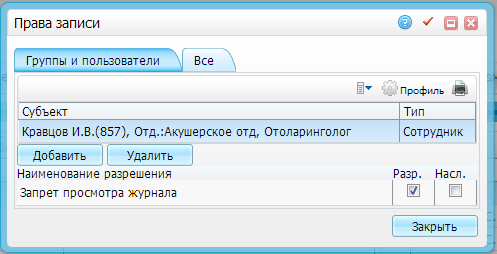 Права записи
Группы и пользователи Все
Профиль
Субъект Тип
Кравцов И.В.(857), Отд.:Акушерское отд, Отоларинголог Сотрудник
Добавить Удалить
Наименование разрешения Разр. Насл.
Запрет просмотра журнала
Закрыть